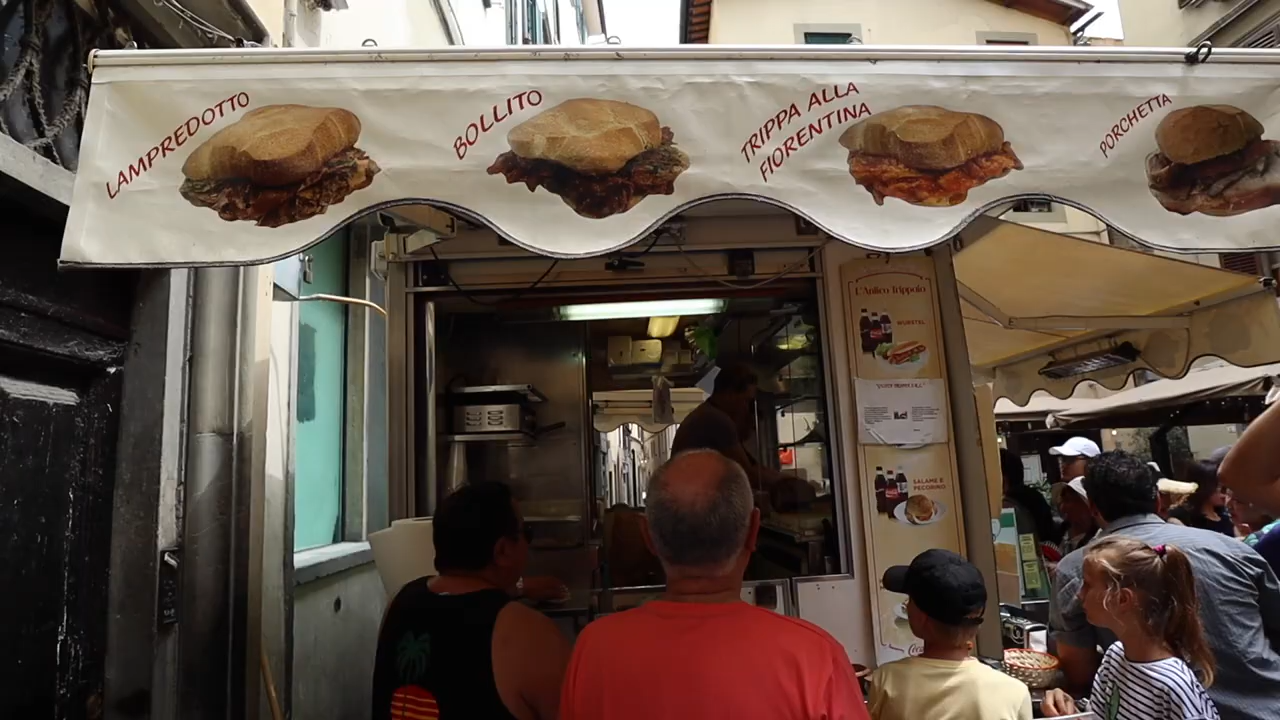 LAMPREDOTTO
BOLLITO
TRIPPA ALLA
FIORENTINA
PORCHETTA
L'Antico Trippaio
WURSTEL
SALAME E
PECORINO